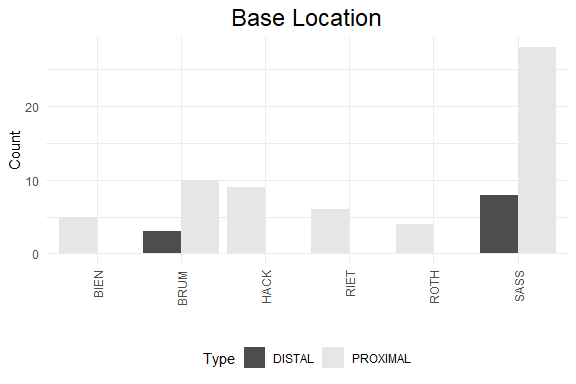 Base Location
Count
20
10
0
BIEN
BRUM
HACK
RIET
ROTH
SASS
Type DISTAL PROXIMAL